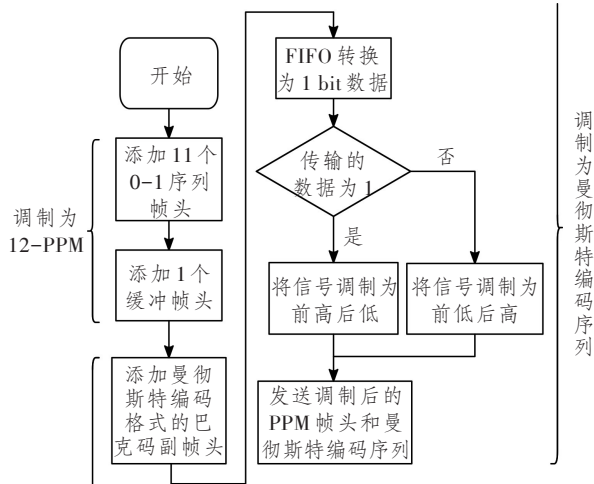 开始
添加11个
0-1序列
帧头
调制为
12-PPM
添加1个
缓冲帧头
添加曼彻
斯特编码
格式的巴
克码副帧头
FIFO转换
为1 bit数据
传输的
数据为1
否
是
将信号调制为
前高后低
将信号调制为
前低后高
发送调制后的
PPM帧头和曼
彻斯特编码序列
调制为曼彻斯特编码序列